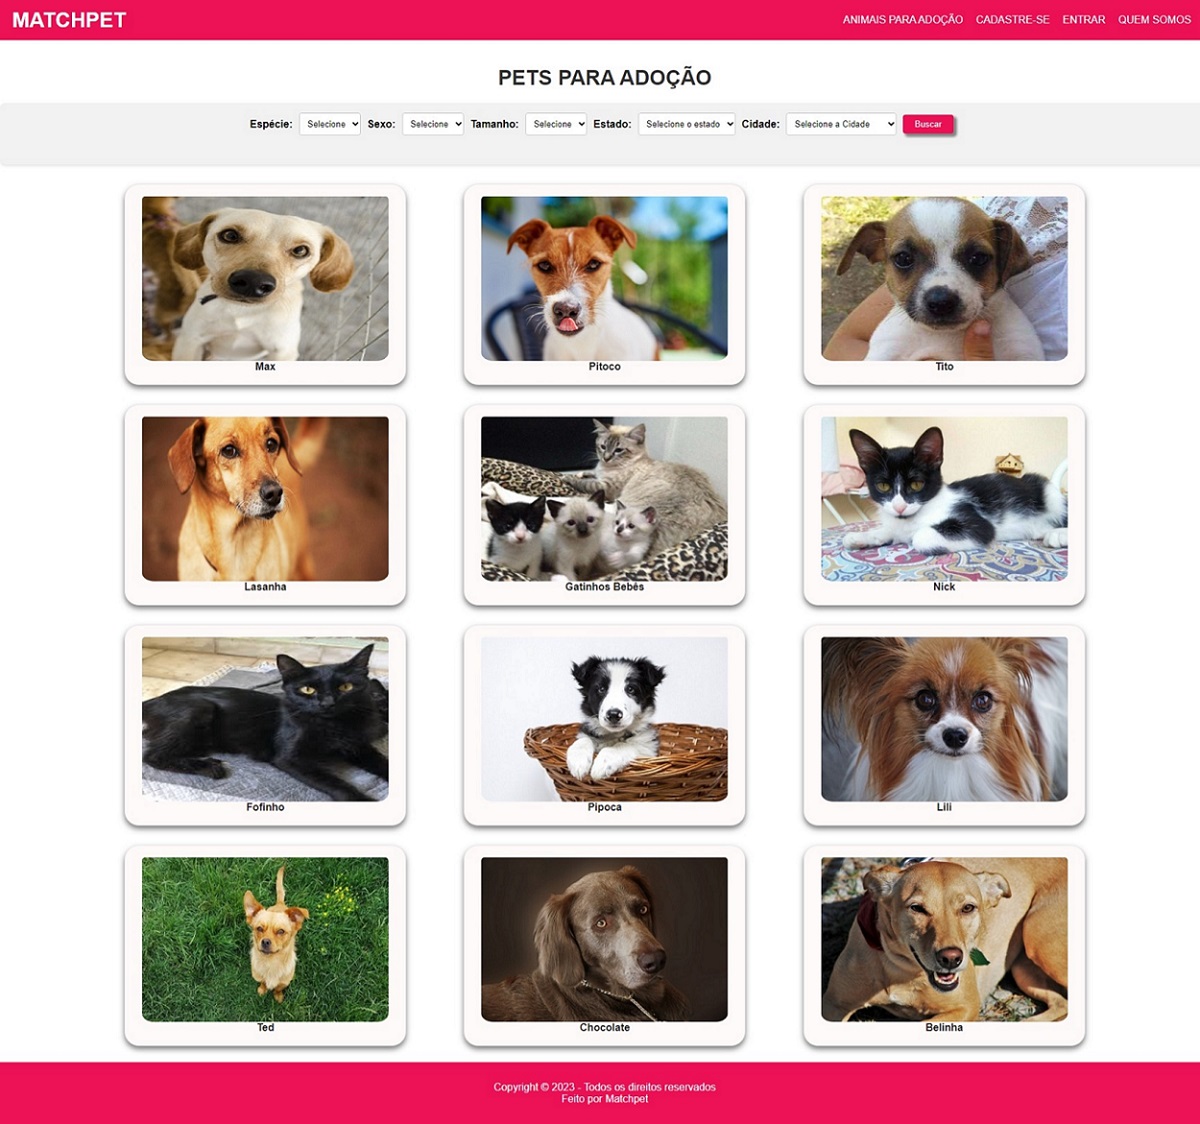 MATCHPET
ANIMAIS PARA ADOÇÃO CADASTRE-SE ENTRAR QUEM SOMOS
PETS PARA ADOÇÃO
Espécie: Selecione Sexo: Selecione Tamanho: Selecione Estado: Selecione o estado Cidade: Selecione a Cidade Buscar
Max
Pitoco
Tito
Lasanha
Gatinhos Bebês
Nick
Fofinho
Pipoca
Lili
Ted
Chocolate
Belinha
Copyright © 2023 - Todos os direitos reservados
Feito por Matchpet